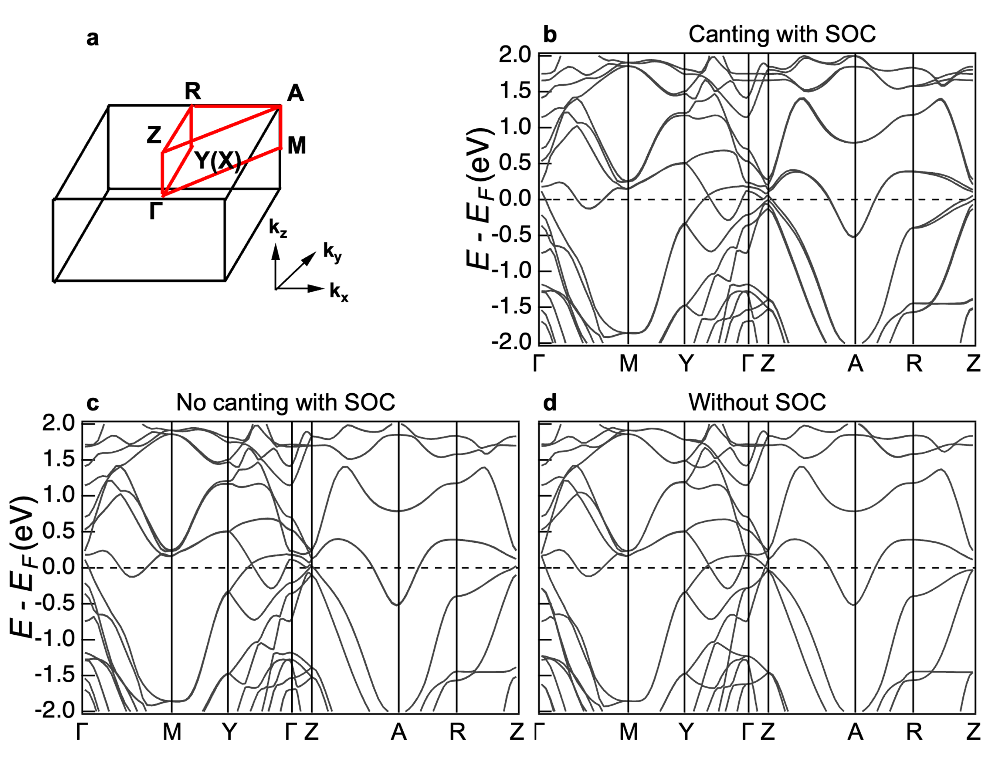 a
R
A
Z
M
Y(X)
Γ
kz
ky
kx
b Canting with SOC
E - EF (eV)
2.0
1.5
1.0
0.5
0.0
-0.5
-1.0
-1.5
-2.0
Γ M Y Γ Z A R Z
c No canting with SOC
E - EF (eV)
2.0
1.5
1.0
0.5
0.0
-0.5
-1.0
-1.5
-2.0
Γ M Y Γ Z A R Z
d Without SOC
Γ M Y Γ Z A R Z